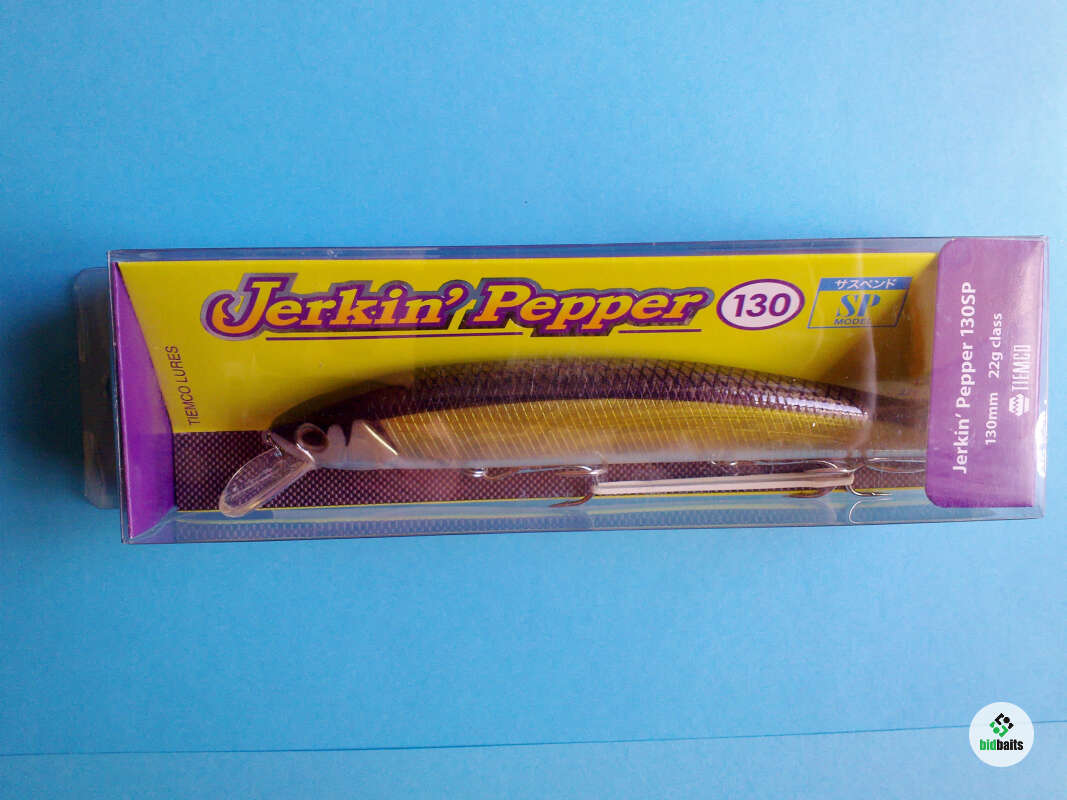 Jerkin' Pepper
130
サスペンド
SP
MODEL
TIEMCO LURES
Jerkin' Pepper 130SP
130mm 22g class
TIEMCO
bidbaits